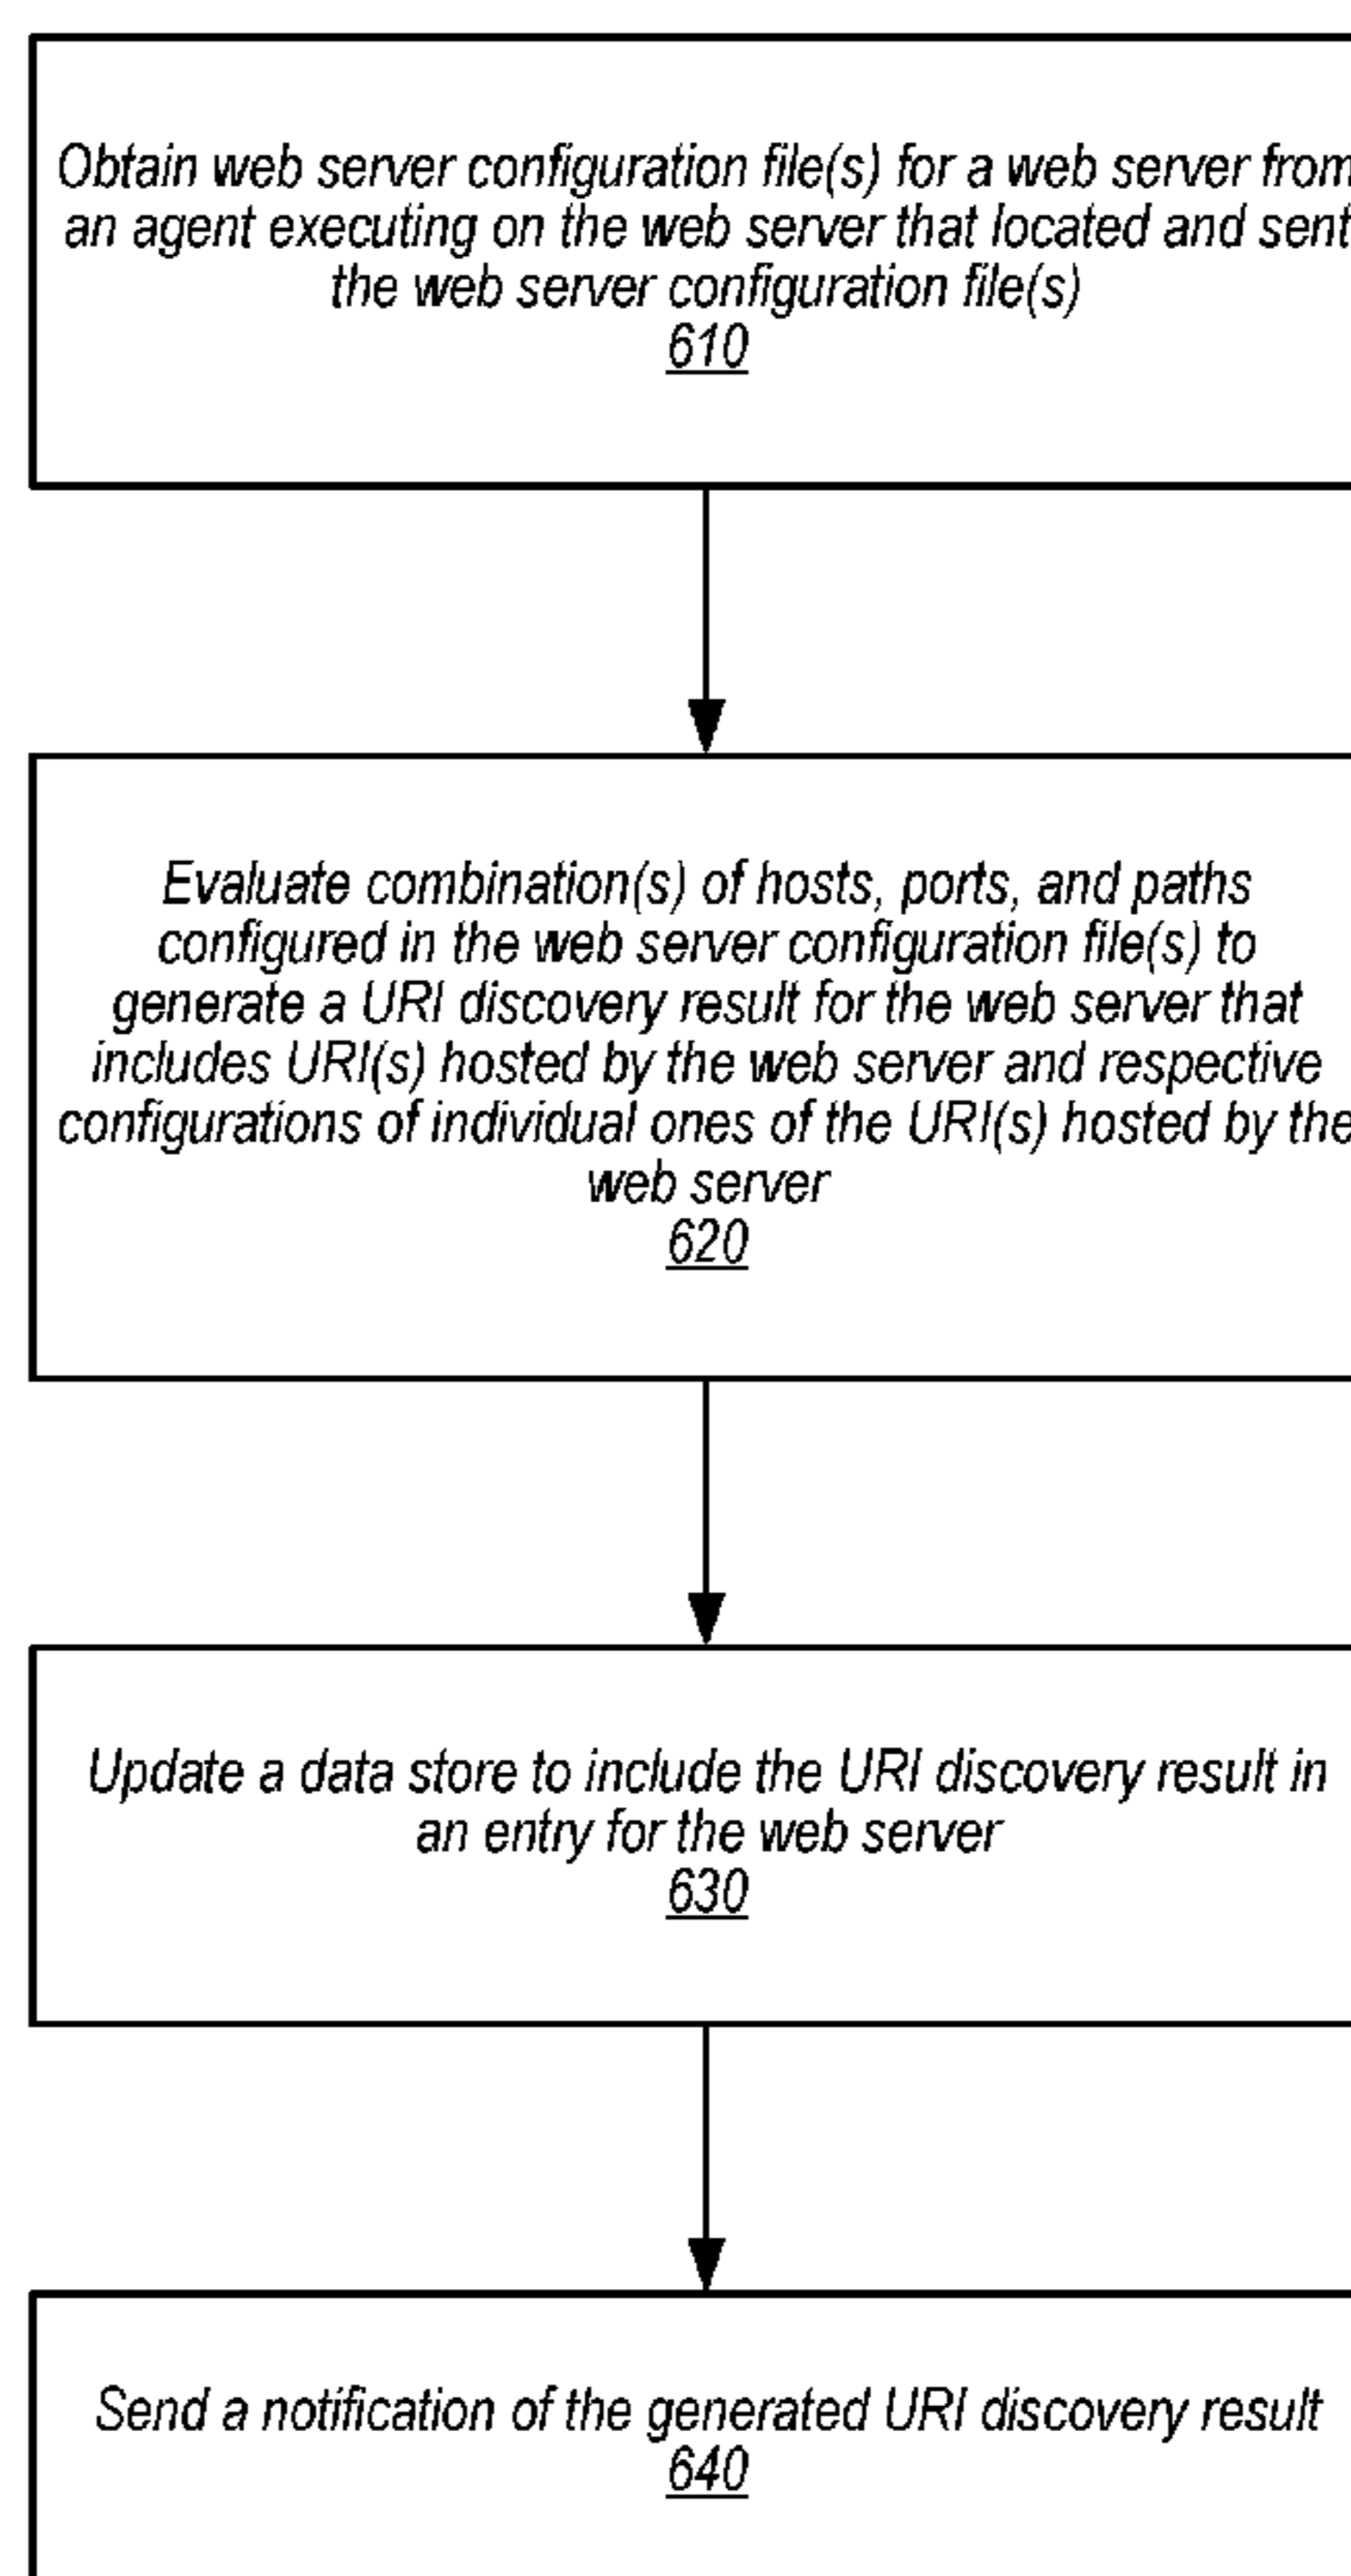 Obtain web server configuration file(s) for a web server from
an agent executing on the web server that located and sent
the web server configuration file(s)
610
Evaluate combination(s) of hosts, ports, and paths
configured in the web server configuration file(s) to
generate a URI discovery result for the web server that
includes URI(s) hosted by the web server and respective
configurations of individual ones of the URI(s) hosted by the
web server
620
Update a data store to include the URI discovery result in
an entry for the web server
630
Send a notification of the generated URI discovery result
640